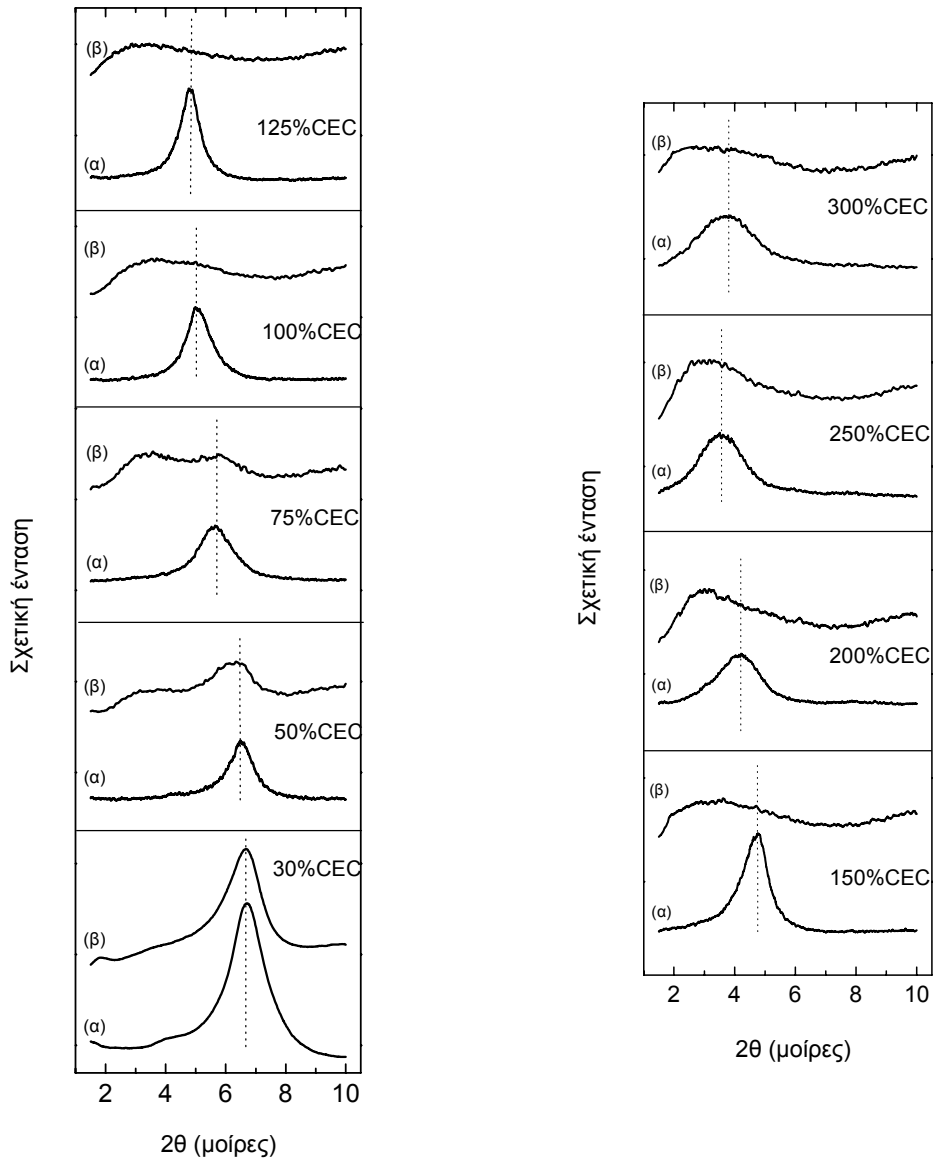 Σχετική ένταση
(β)
125%CEC
(α)
(β)
100%CEC
(α)
(β)
75%CEC
(α)
(β)
50%CEC
(α)
30%CEC
(β)
(α)
2 4 6 8 10
2θ (μοίρες)
Σχετική ένταση
(β)
300%CEC
(α)
(β)
250%CEC
(α)
(β)
200%CEC
(α)
(β)
150%CEC
(α)
2 4 6 8 10
2θ (μοίρες)